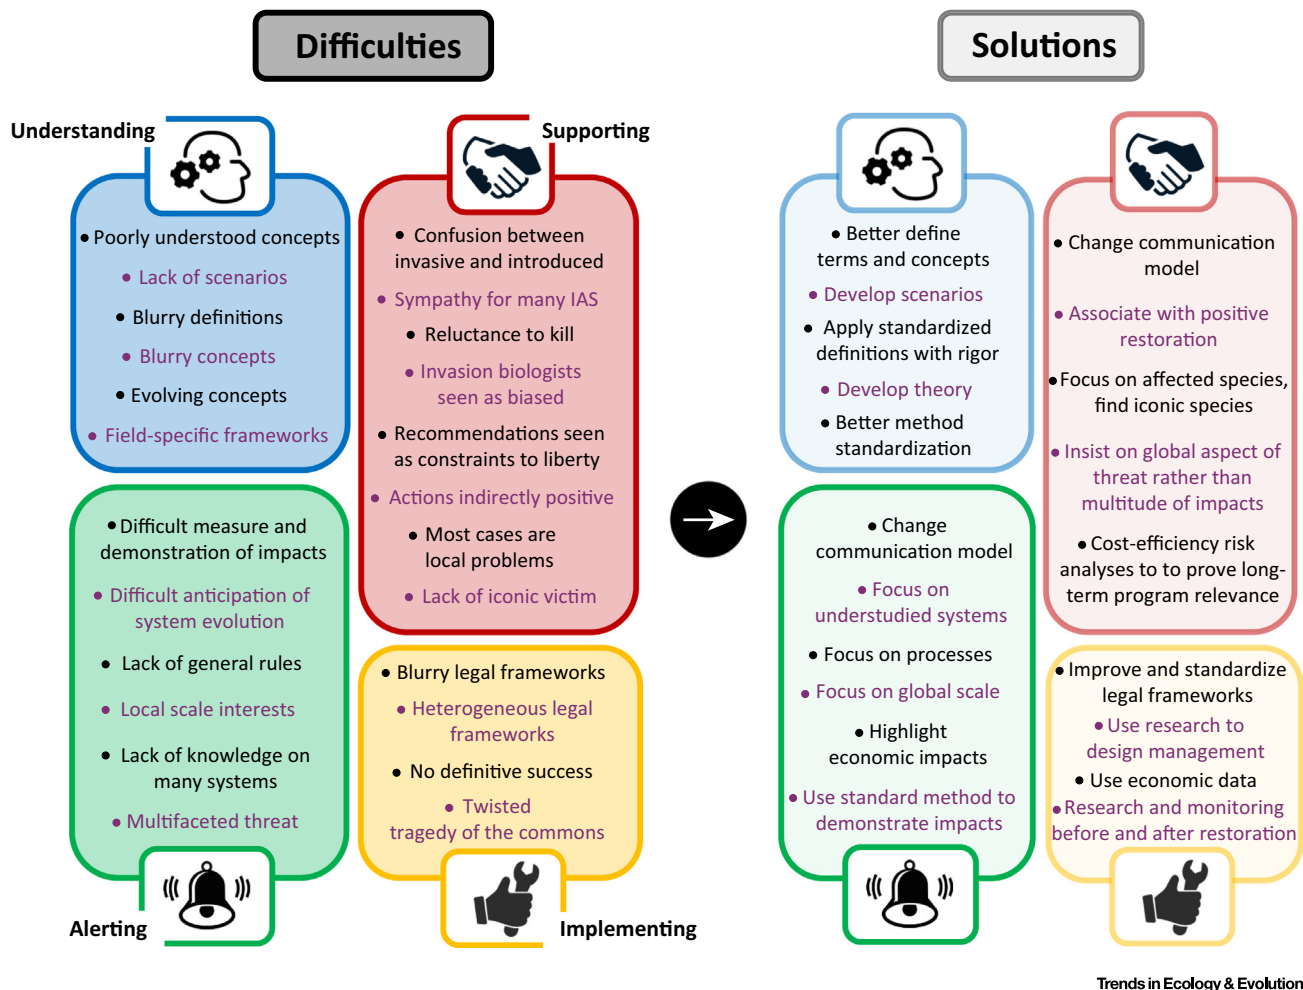 Difficulties
Understanding
• Poorly understood concepts
• Lack of scenarios
• Blurry definitions
• Blurry concepts
• Evolving concepts
• Field-specific frameworks
Supporting
• Confusion between
invasive and introduced
• Sympathy for many IAS
• Reluctance to kill
• Invasion biologists
seen as biased
• Recommendations seen
as constraints to liberty
• Actions indirectly positive
• Most cases are
local problems
• Lack of iconic victim
• Difficult measure and
demonstration of impacts
• Difficult anticipation of
system evolution
• Lack of general rules
• Local scale interests
• Lack of knowledge on
many systems
• Multifaceted threat
Alerting
• Blurry legal frameworks
• Heterogeneous legal
frameworks
• No definitive success
• Twisted
tragedy of the commons
Implementing
Solutions
• Better define
terms and concepts
• Develop scenarios
• Apply standardized
definitions with rigor
• Develop theory
• Better method
standardization
• Change communication
model
• Associate with positive
restoration
• Focus on affected species,
find iconic species
• Insist on global aspect of
threat rather than
multitude of impacts
• Cost-efficiency risk
analyses to to prove long-
term program relevance
• Change
communication model
• Focus on
understudied systems
• Focus on processes
• Focus on global scale
• Highlight
economic impacts
• Use standard method to
demonstrate impacts
• Improve and standardize
legal frameworks
• Use research to
design management
• Use economic data
• Research and monitoring
before and after restoration
Trends in Ecology & Evolution